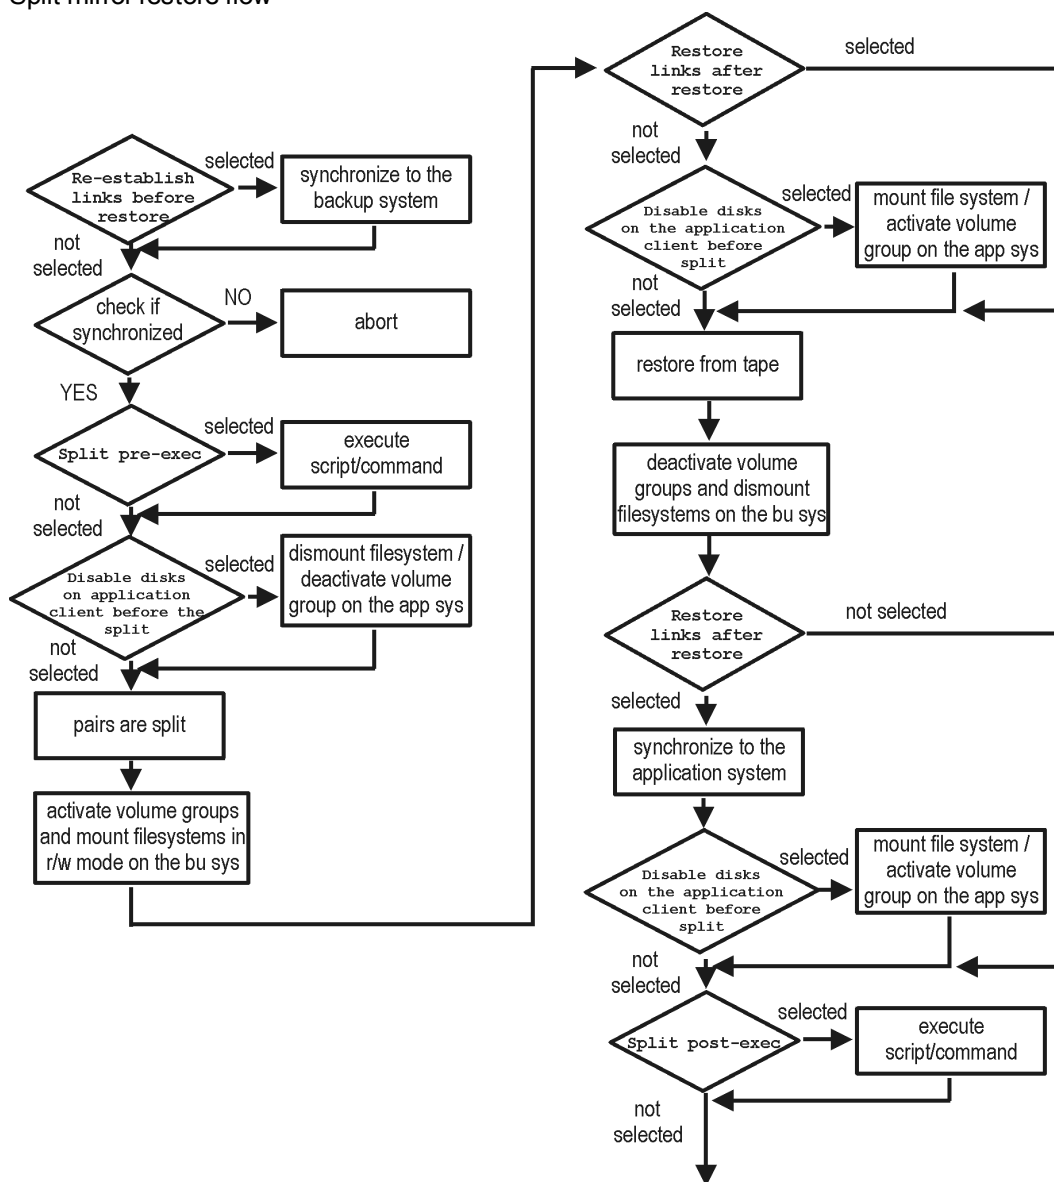 Split mirror restore flow
Re-establish
links before
restore
selected
synchronize to the
backup system
not
selected
check if
synchronized
NO
abort
YES
Split pre-exec
selected
execute
script/command
not
selected
Disable disks
on application
client before the
split
selected
dismount filesystem /
deactivate volume
group on the app sys
not
selected
pairs are split
activate volume groups
and mount filesystems in
r/w mode on the bu sys
Restore
links after
restore
selected
not
selected
Disable disks
on the application
client before
split
selected
mount file system /
activate volume
group on the app sys
not
selected
restore from tape
deactivate volume
groups and dismount
filesystems on the bu sys
Restore
links after
restore
not selected
selected
synchronize to the
application system
Disable disks
on the application
client before
split
selected
mount file system /
activate volume
group on the app sys
not
selected
Split post-exec
selected
execute
script/command
not
selected